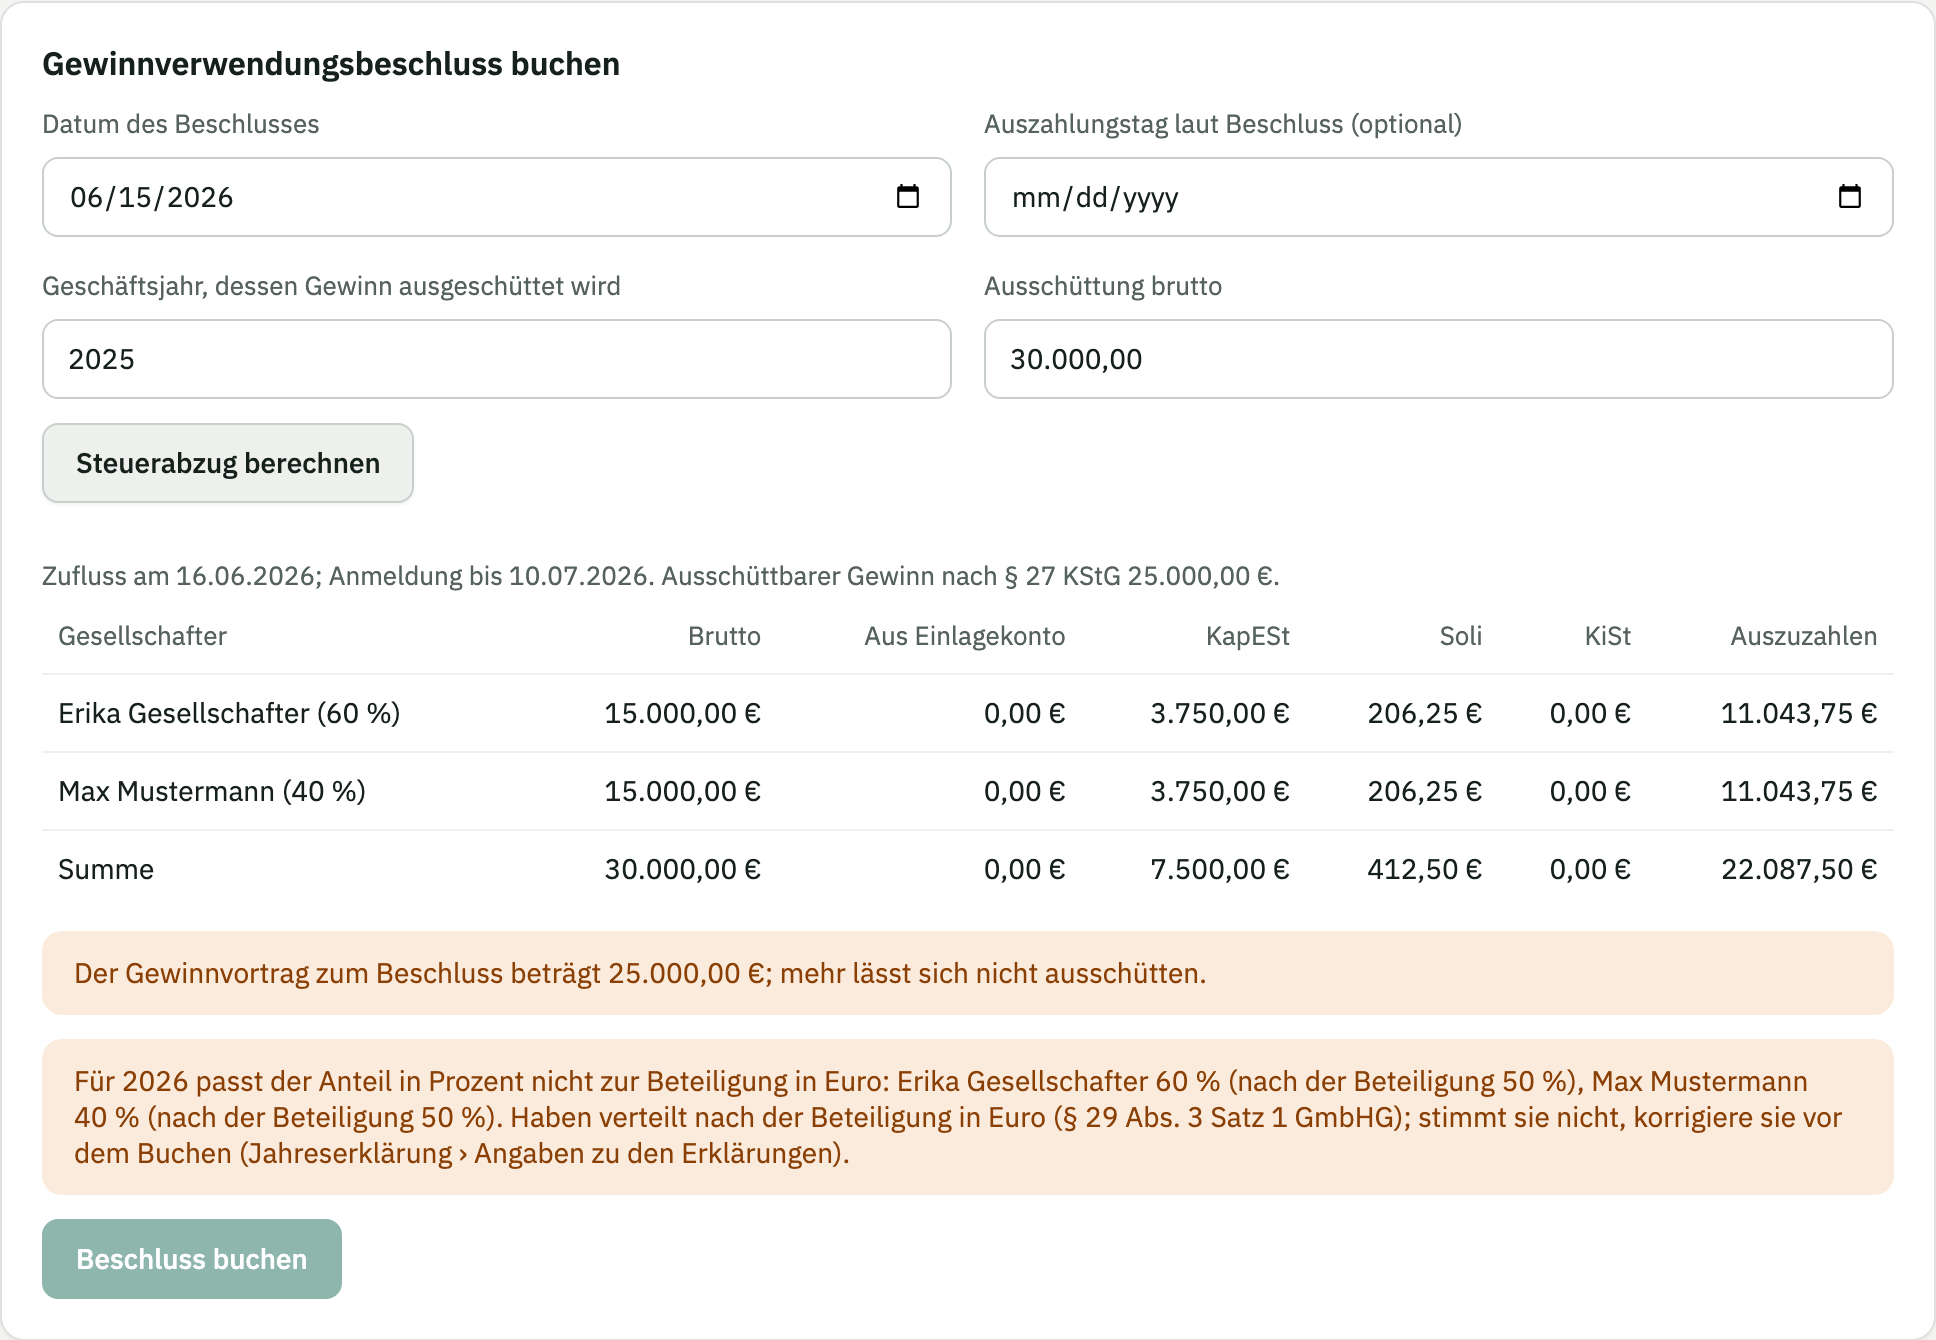 Gewinnverwendungsbeschluss buchen
Datum des Beschlusses
Auszahlungstag laut Beschluss (optional)
06/15/2026
mm/dd/yyyy
Geschäftsjahr, dessen Gewinn ausgeschüttet wird
Ausschüttung brutto
2025
30.000,00
Steuerabzug berechnen
Zufluss am 16.06.2026; Anmeldung bis 10.07.2026. Ausschüttbarer Gewinn nach § 27 KStG 25.000,00 €.
Gesellschafter Brutto Aus Einlagekonto KapESt Soli KiSt Auszuzahlen
Erika Gesellschafter (60 %) 15.000,00 € 0,00 € 3.750,00 € 206,25 € 0,00 € 11.043,75 €
Max Mustermann (40 %) 15.000,00 € 0,00 € 3.750,00 € 206,25 € 0,00 € 11.043,75 €
Summe 30.000,00 € 0,00 € 7.500,00 € 412,50 € 0,00 € 22.087,50 €
Der Gewinnvortrag zum Beschluss beträgt 25.000,00 €; mehr lässt sich nicht ausschütten.
Für 2026 passt der Anteil in Prozent nicht zur Beteiligung in Euro: Erika Gesellschafter 60 % (nach der Beteiligung 50 %), Max Mustermann
40 % (nach der Beteiligung 50 %). Haben verteilt nach der Beteiligung in Euro (§ 29 Abs. 3 Satz 1 GmbHG); stimmt sie nicht, korrigiere sie vor
dem Buchen (Jahreserklärung › Angaben zu den Erklärungen).
Beschluss buchen